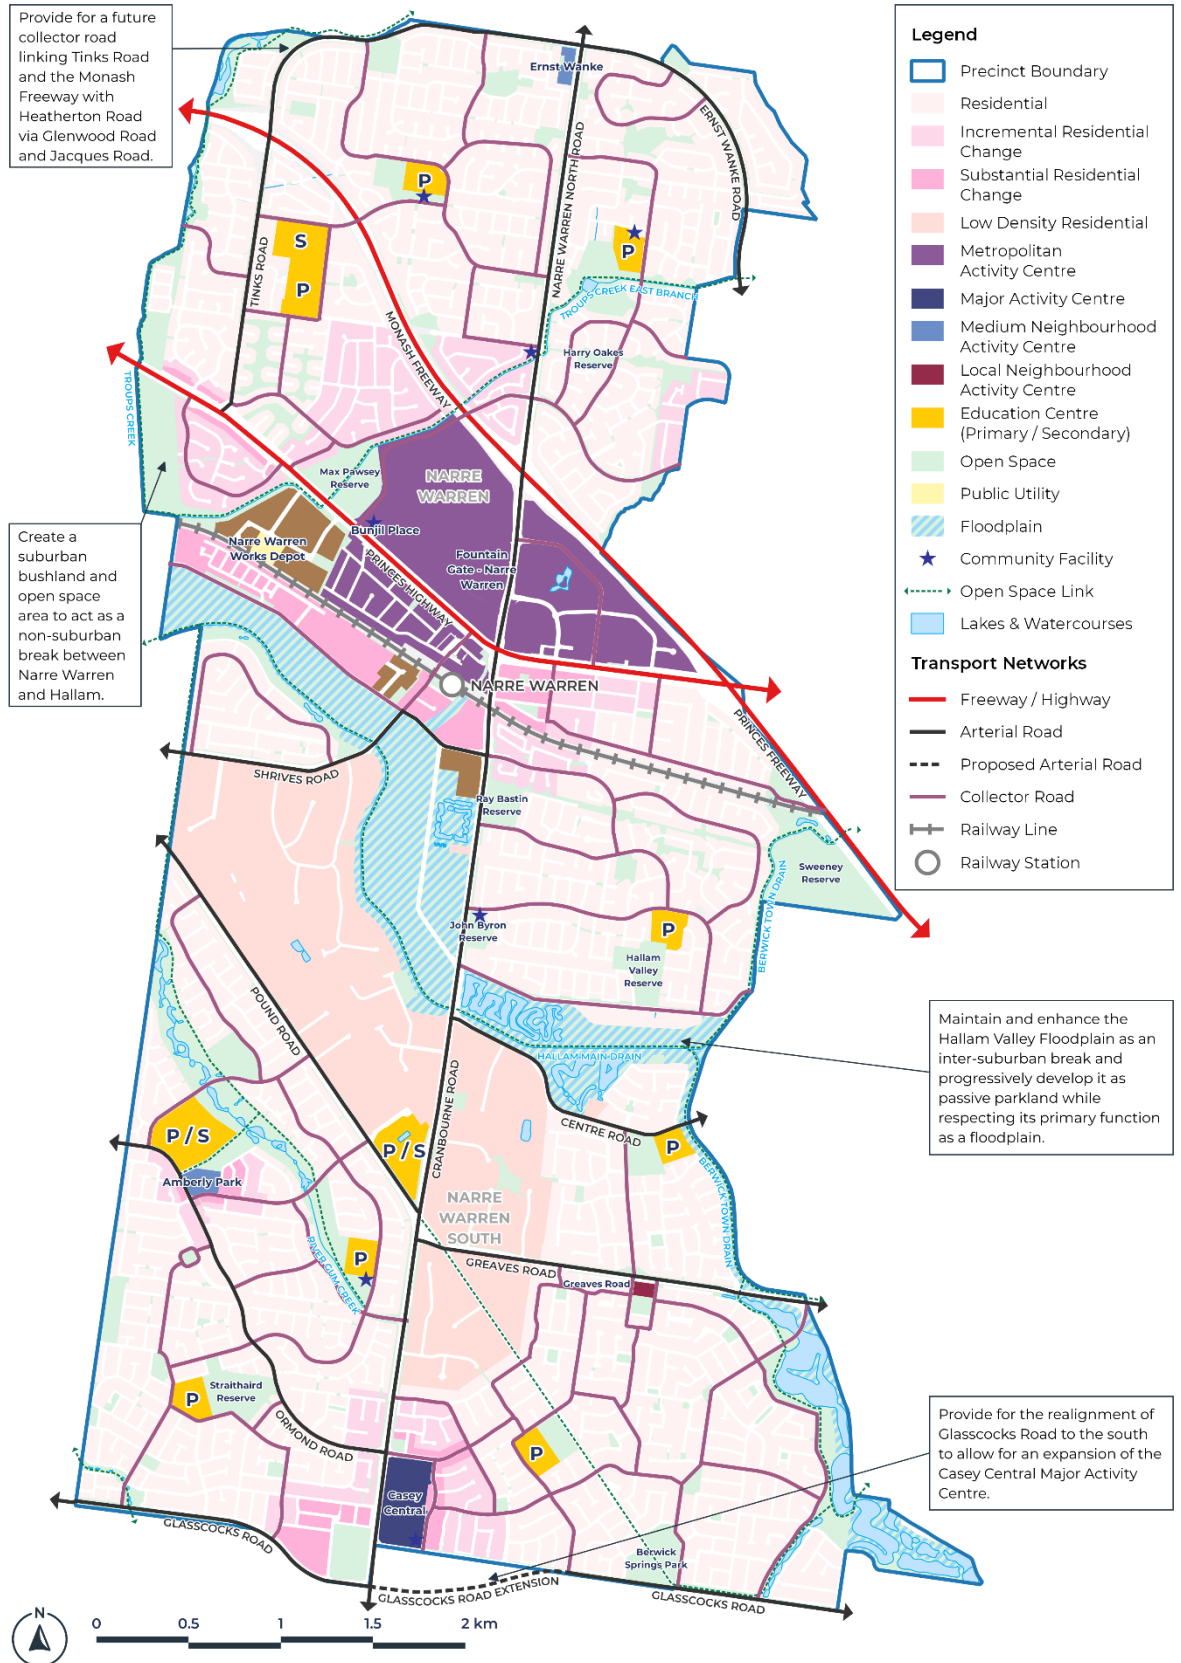 Provide for a future
collector road
linking Tinks Road
and the Monash
Freeway with
Heatherton Road
via Glenwood Road
and Jacques Road.
Ernst Wanke
ERNST WANKE ROAD
NARRE WARREN NORTH ROAD
P
P
S
P
TINKS ROAD
MONASH FREEWAY
TROUPS CREEK EAST BRANCH
Harry Oakes
Reserve
TROUPS CREEK
Max Pawsey
Reserve
NARRE
WARREN
Bunjil Place
Narre Warren
Works Depot
PRINCES HIGHWAY
Fountain
Gate - Narre
Warren
Create a
suburban
bushland and
open space
area to act as a
non-suburban
break between
Narre Warren
and Hallam.
NARRE WARREN
PRINCES FREEWAY
SHRIVES ROAD
Ray Bastin
Reserve
Sweeney
Reserve
BERWICK TOWN DRAIN
John Byron
Reserve
P
Hallam
Valley
Reserve
POUND ROAD
HALLAM MAIN DRAIN
CRANBOURNE ROAD
CENTRE ROAD
Maintain and enhance the
Hallam Valley Floodplain as an
inter-suburban break and
progressively develop it as
passive parkland while
respecting its primary function
as a floodplain.
P / S
P / S
P
Amberly Park
BERWICK TOWN DRAIN
NARRE
WARREN
SOUTH
RIVER GUM CREEK
P
GREAVES ROAD
Greaves Road
Straithaird
Reserve
P
ORMOND ROAD
P
Casey
Central
Provide for the realignment of
Glasscocks Road to the south
to allow for an expansion of the
Casey Central Major Activity
Centre.
GLASSCOCKS ROAD
Berwick
Springs Park
GLASSCOCKS ROAD EXTENSION
GLASSCOCKS ROAD
N
0 0.5 1 1.5 2 km
Legend
Precinct Boundary
Residential
Incremental Residential
Change
Substantial Residential
Change
Low Density Residential
Metropolitan
Activity Centre
Major Activity Centre
Medium Neighbourhood
Activity Centre
Local Neighbourhood
Activity Centre
Education Centre
(Primary / Secondary)
Open Space
Public Utility
Floodplain
Community Facility
Open Space Link
Lakes & Watercourses
Transport Networks
Freeway / Highway
Arterial Road
Proposed Arterial Road
Collector Road
Railway Line
Railway Station